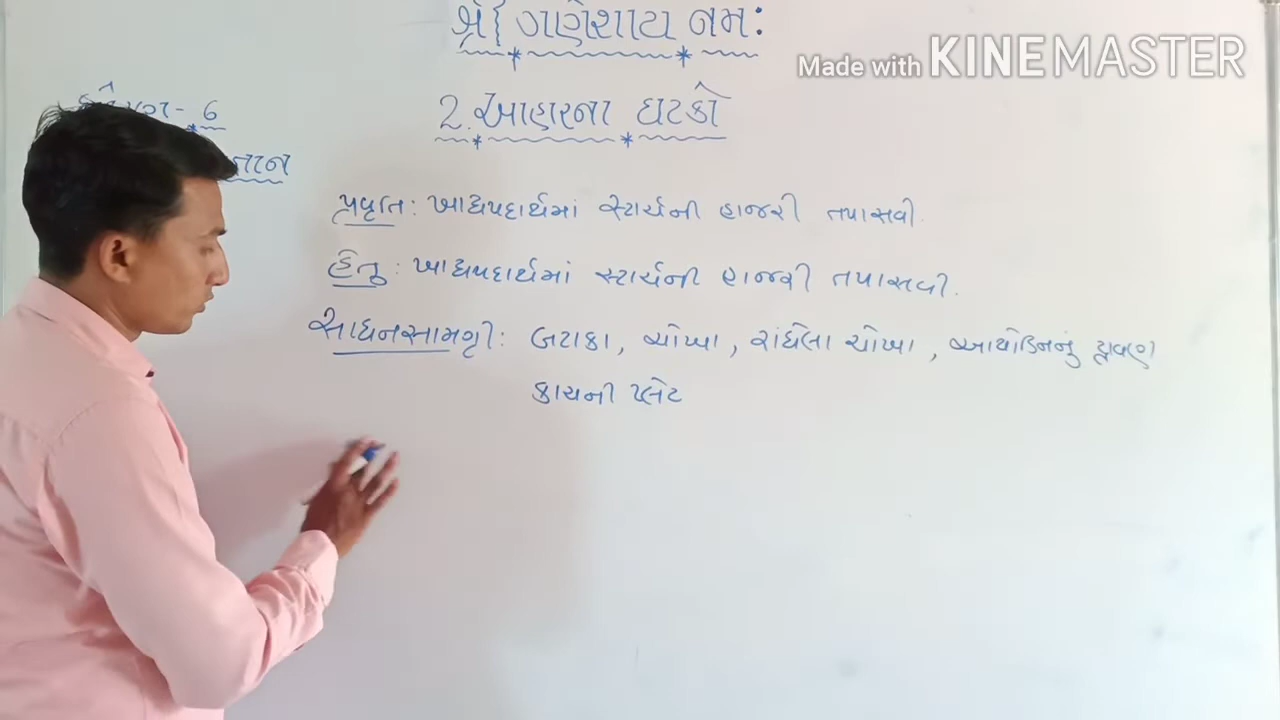 શ્રી ગણેશાય નમ:
Made with KINEMASTER
- 6
2. આહારના ઘટકો
પ્રવૃતિ : ખાદ્યપદાર્થમાં સ્ટાર્ચની હાજરી તપાસવી.
હેતુ : ખાદ્યપદાર્થમાં સ્ટાર્ચની હાજરી તપાસવી.
સાધનસામગ્રી : બટાકા, ચોખા, રાંધેલા ચોખા, આયોડિનનું દ્રાવણ
કાચની પ્લેટ